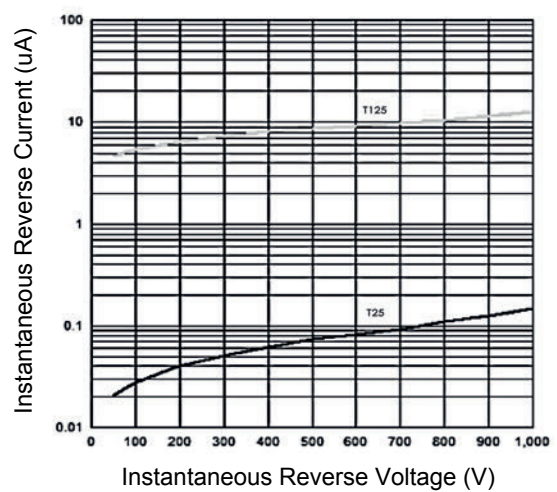 Instantaneous Reverse Current (uA)
100
10
1
0.1
0.01
T125
T25
0 100 200 300 400 500 600 700 800 900 1,000
Instantaneous Reverse Voltage (V)